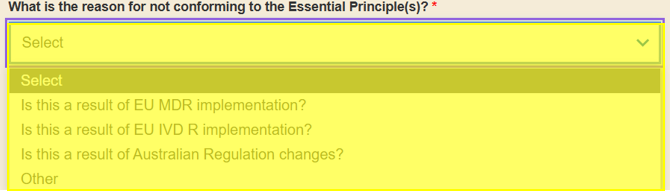 What is the reason for not conforming to the Essential Principle(s)? *
Select
Select
Is this a result of EU MDR implementation?
Is this a result of EU IVD R implementation?
Is this a result of Australian Regulation changes?
Other